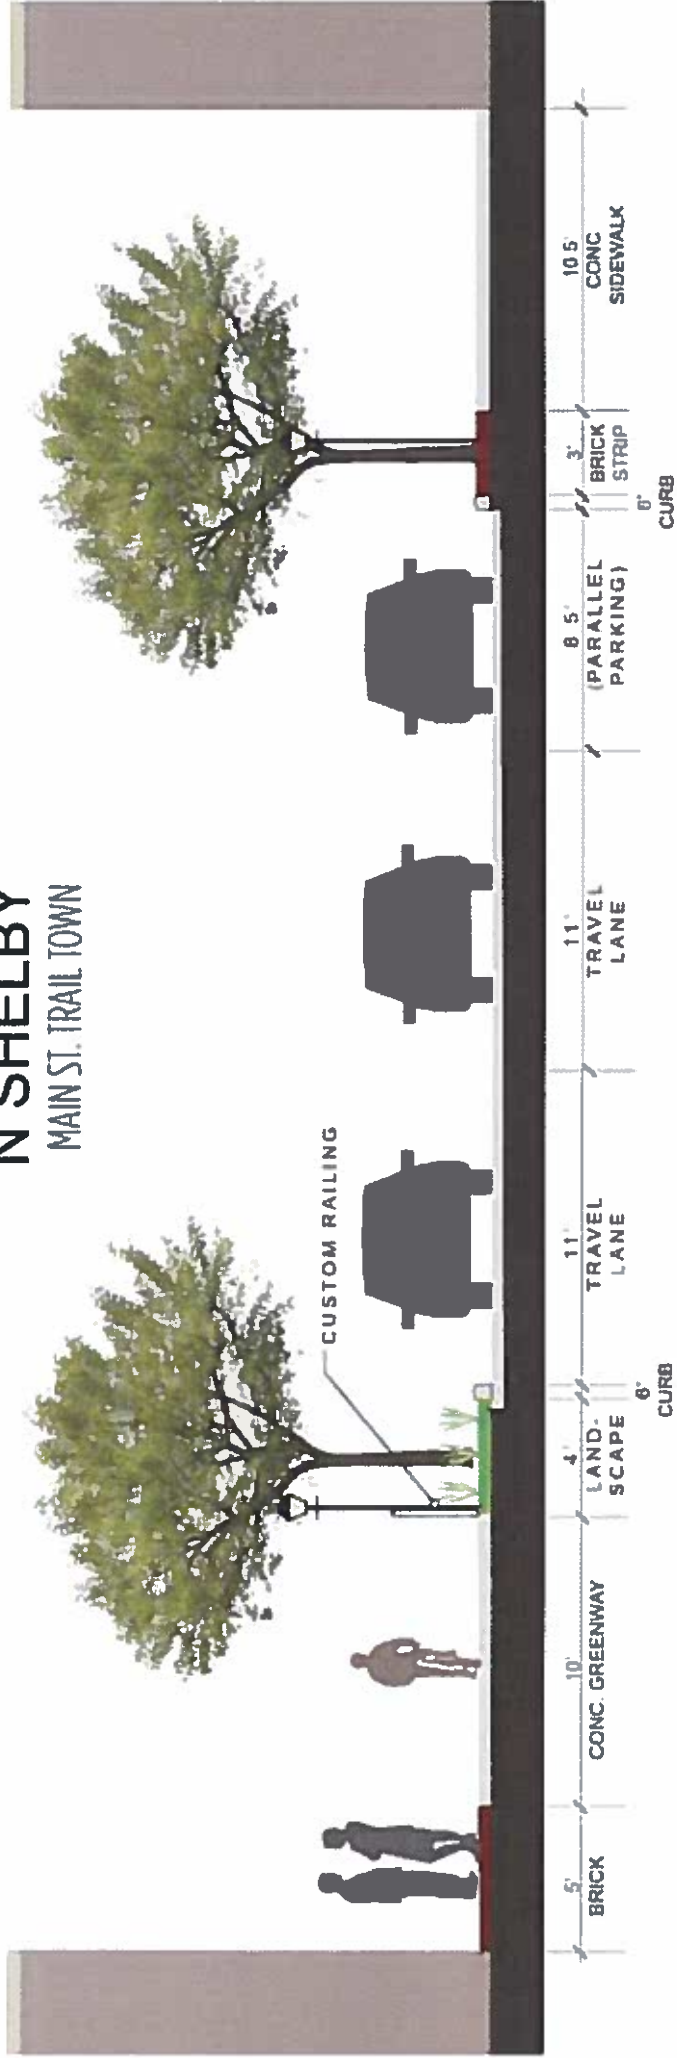 N SHELBY
MAIN ST. TRAIL TOWN
CUSTOM RAILING
5'
BRICK
10'
CONC. GREENWAY
4'
LAND-
SCAPE
6"
CURB
11'
TRAVEL
LANE
11'
TRAVEL
LANE
8 5'
(PARALLEL
PARKING)
6"
CURB
3'
BRICK
STRIP
10 5'
CONC
SIDEWALK